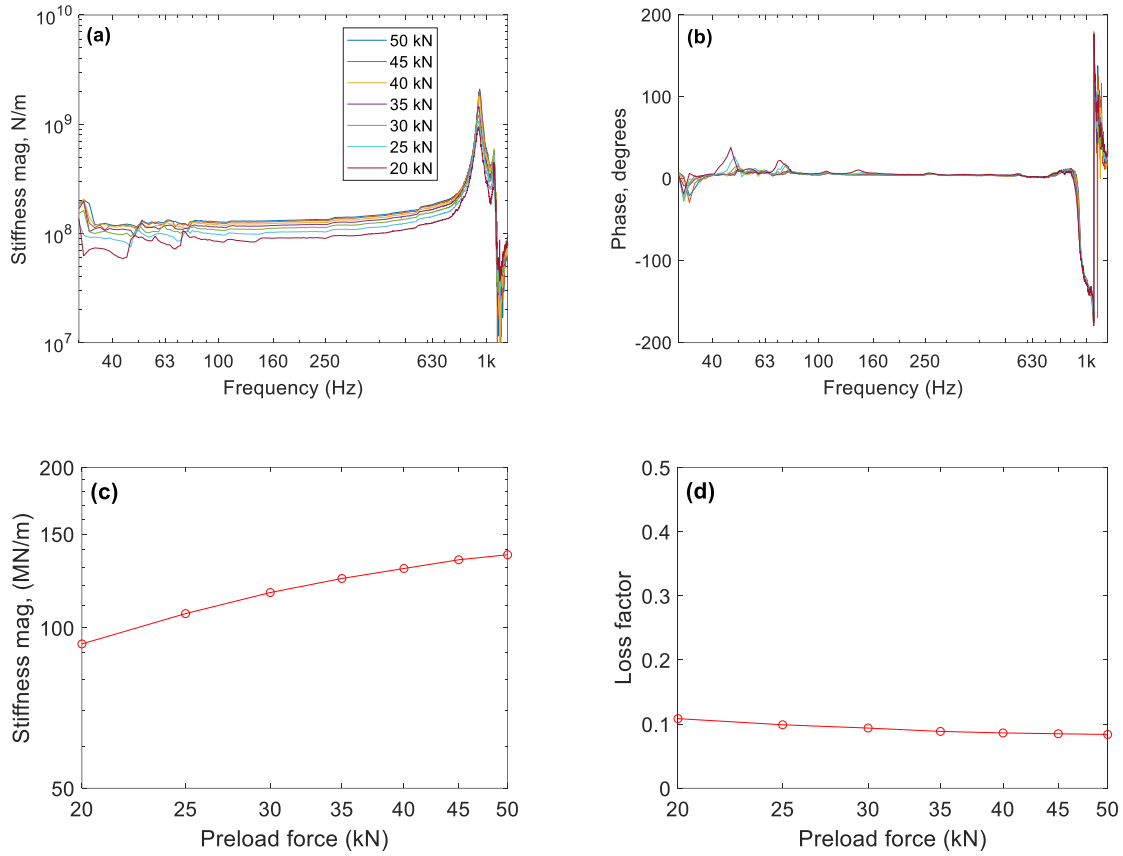 (a)
Stiffness mag, N/m
10^10
10^9
10^8
10^7
50 kN
45 kN
40 kN
35 kN
30 kN
25 kN
20 kN
40 63 100 160 250 630 1k
Frequency (Hz)
(b)
Phase, degrees
200
100
0
-100
-200
40 63 100 160 250 630 1k
Frequency (Hz)
(c)
Stiffness mag, (MN/m)
200
150
100
50
20 25 30 35 40 45 50
Preload force (kN)
(d)
Loss factor
0.5
0.4
0.3
0.2
0.1
0
20 25 30 35 40 45 50
Preload force (kN)